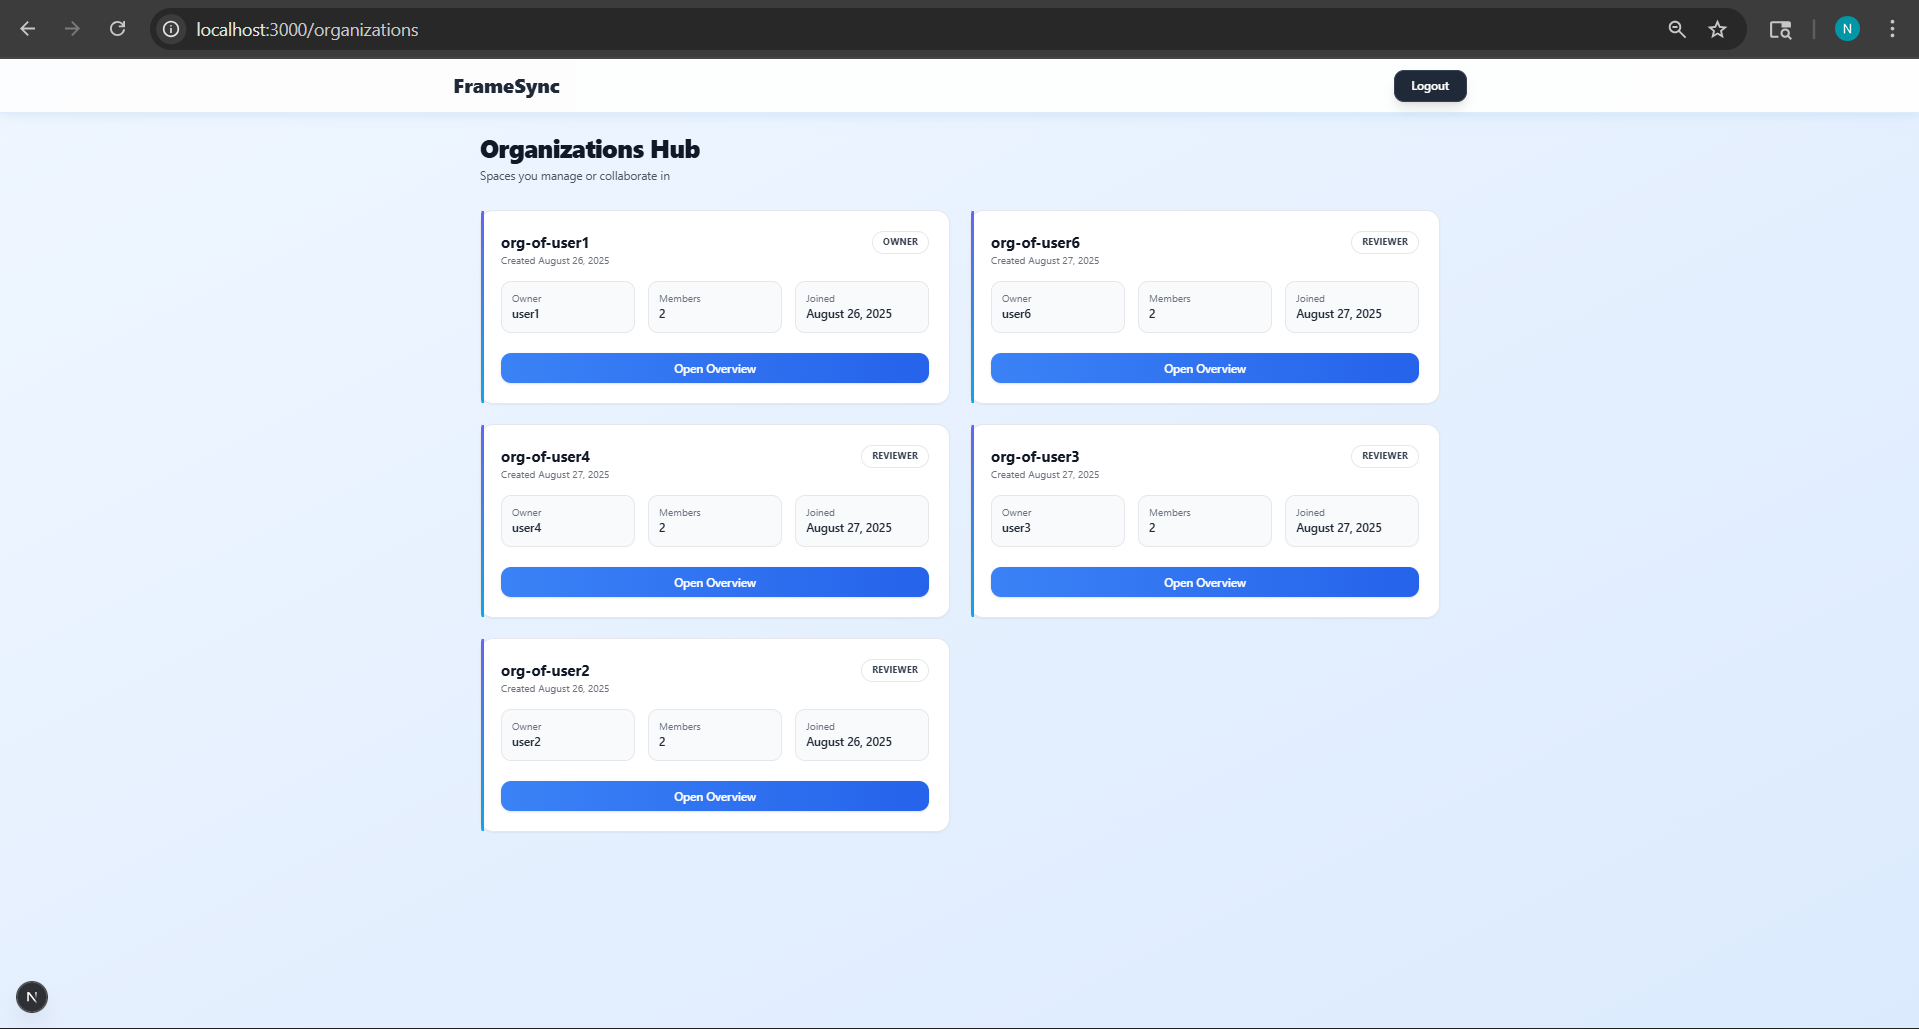 localhost:3000/organizations
N
FrameSync
Logout
Organizations Hub
Spaces you manage or collaborate in
org-of-user1
OWNER
Created August 26, 2025
Owner
user1
Members
2
Joined
August 26, 2025
Open Overview
org-of-user6
REVIEWER
Created August 27, 2025
Owner
user6
Members
2
Joined
August 27, 2025
Open Overview
org-of-user4
REVIEWER
Created August 27, 2025
Owner
user4
Members
2
Joined
August 27, 2025
Open Overview
org-of-user3
REVIEWER
Created August 27, 2025
Owner
user3
Members
2
Joined
August 27, 2025
Open Overview
org-of-user2
REVIEWER
Created August 26, 2025
Owner
user2
Members
2
Joined
August 26, 2025
Open Overview
N